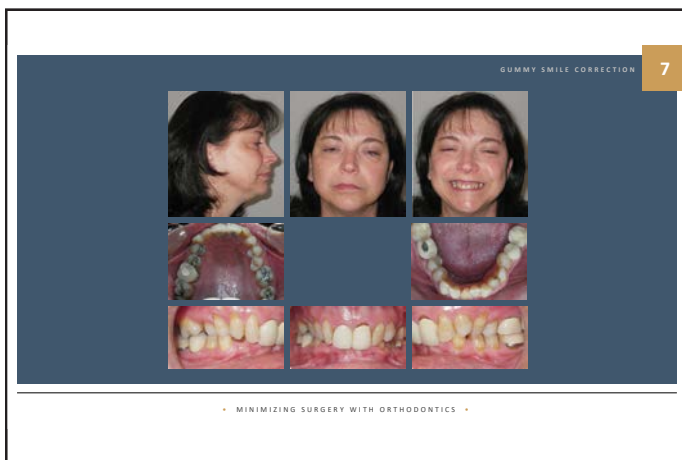 GUMMY SMILE CORRECTION
7
• MINIMIZING SURGERY WITH ORTHODONTICS •